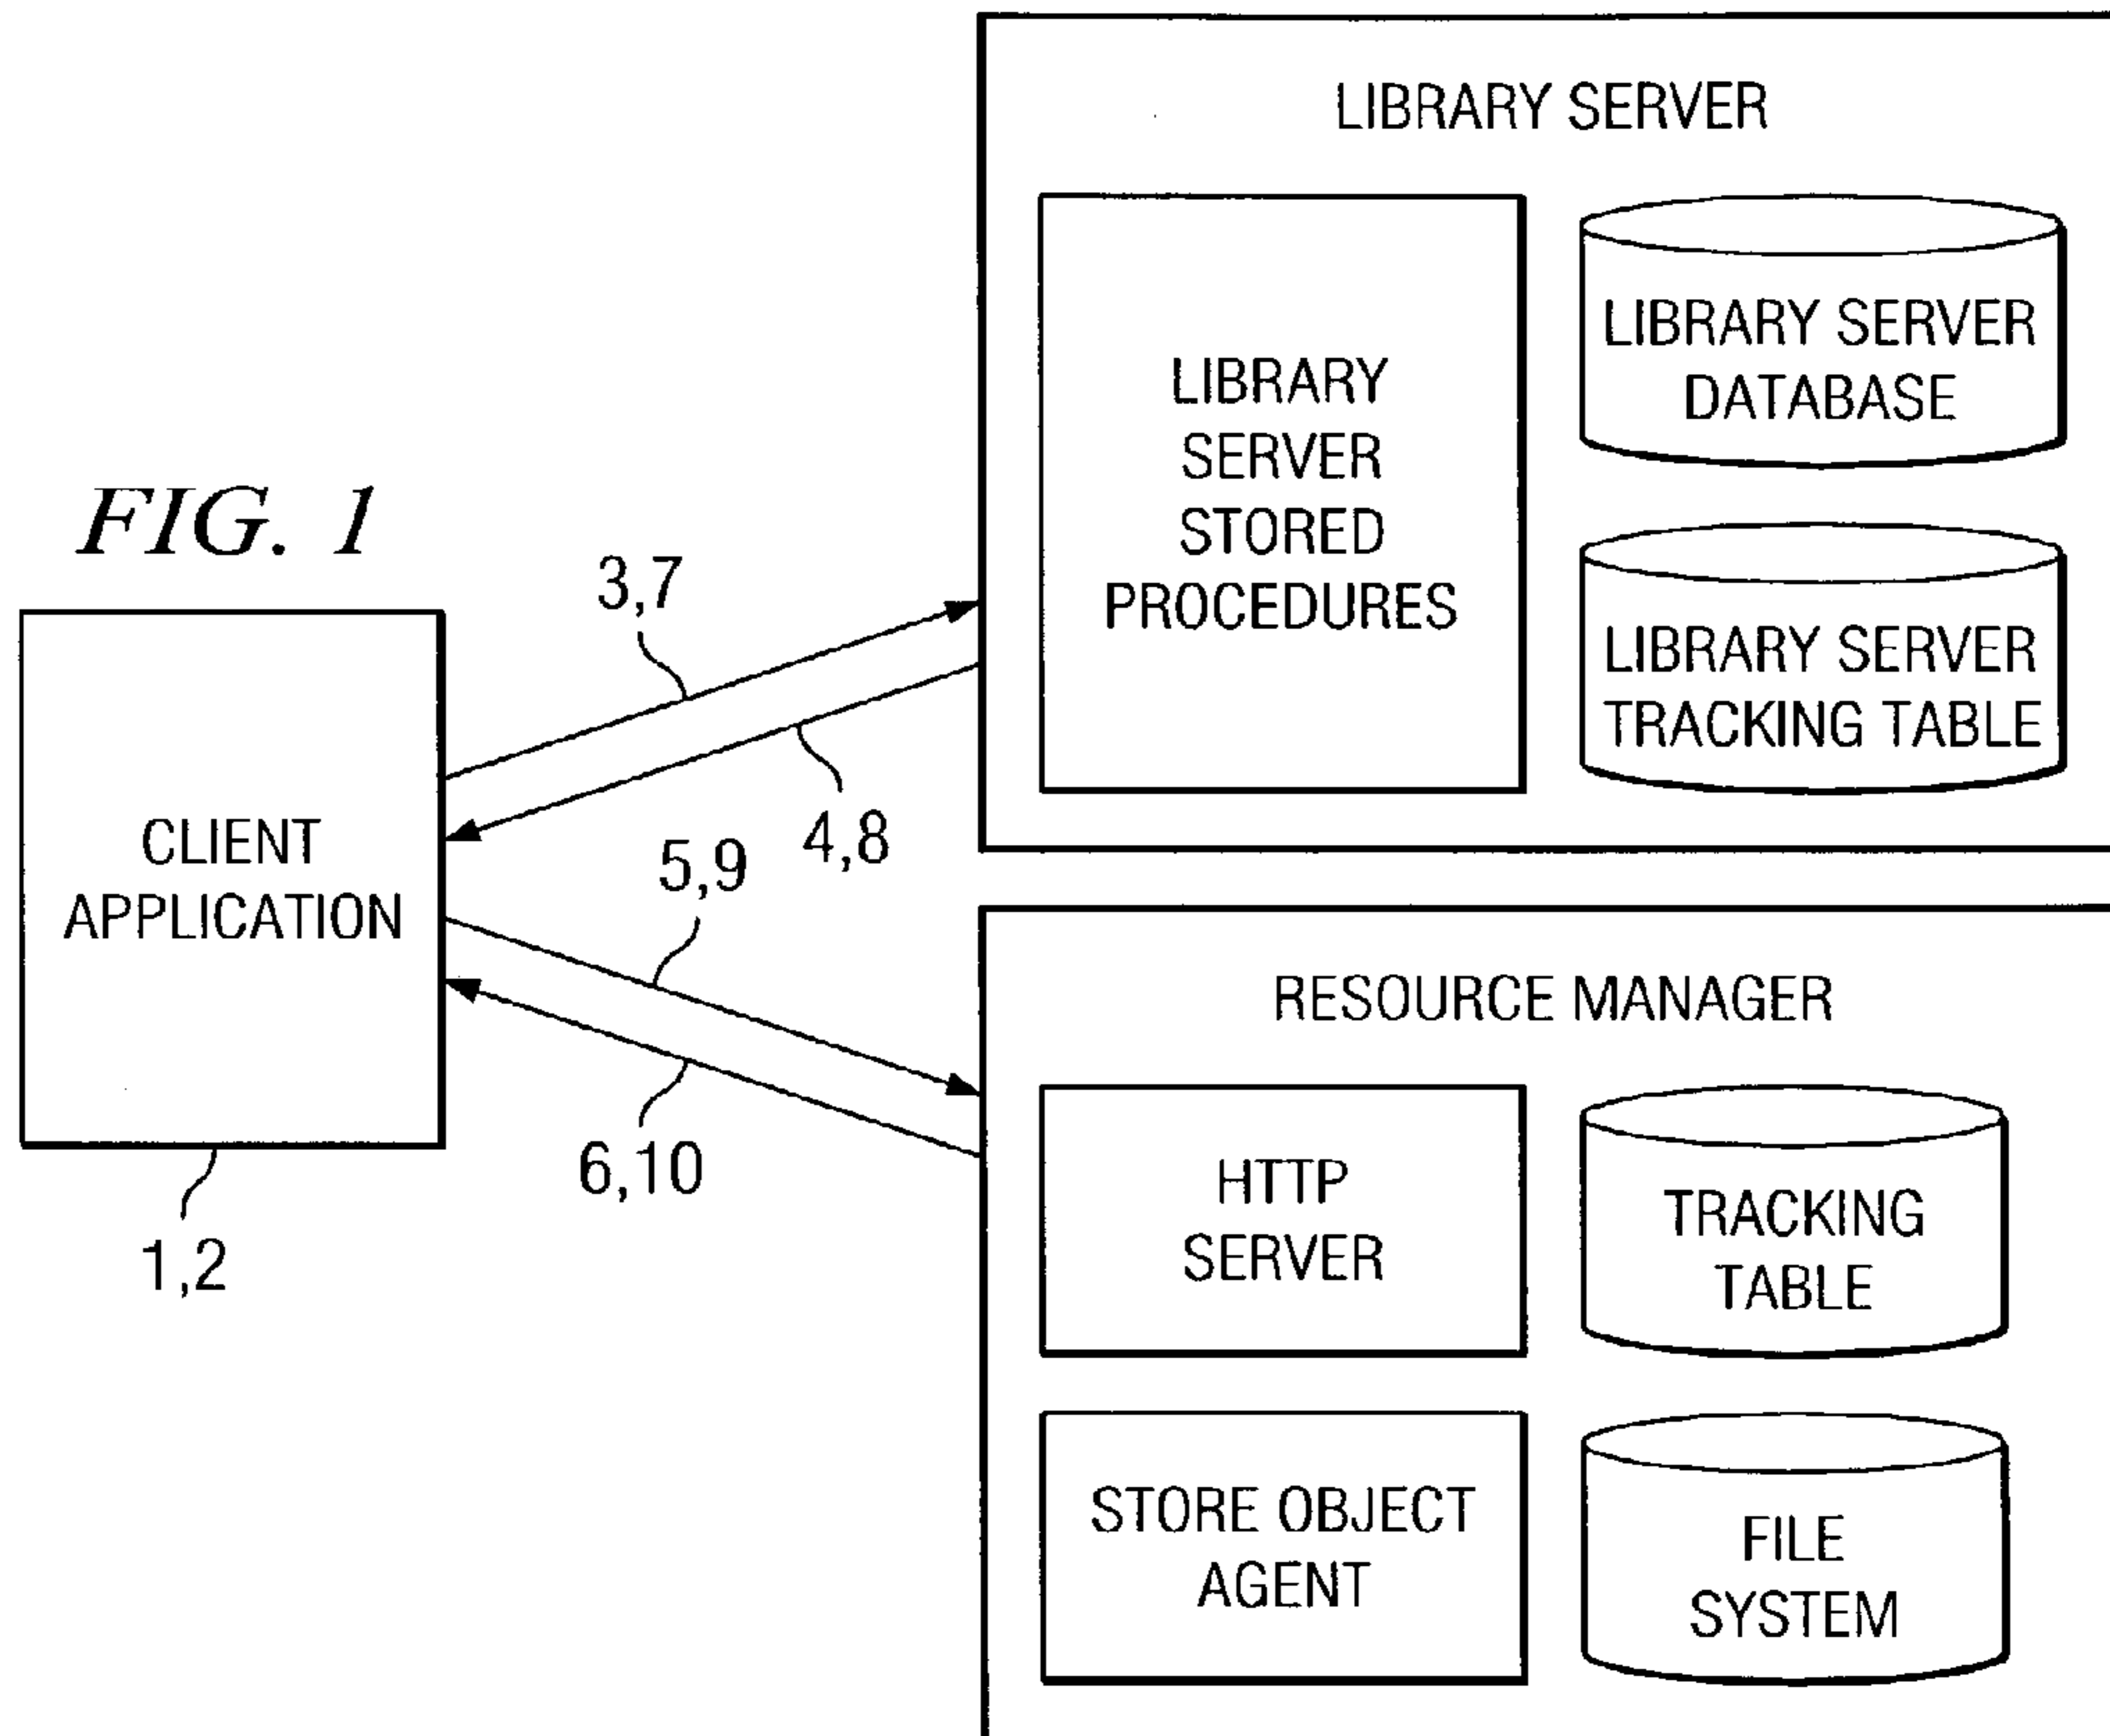 FIG. 1
CLIENT
APPLICATION
1,2
3,7
4,8
5,9
6,10
LIBRARY SERVER
LIBRARY
SERVER
STORED
PROCEDURES
LIBRARY SERVER
DATABASE
LIBRARY SERVER
TRACKING TABLE
RESOURCE MANAGER
HTTP
SERVER
TRACKING
TABLE
STORE OBJECT
AGENT
FILE
SYSTEM